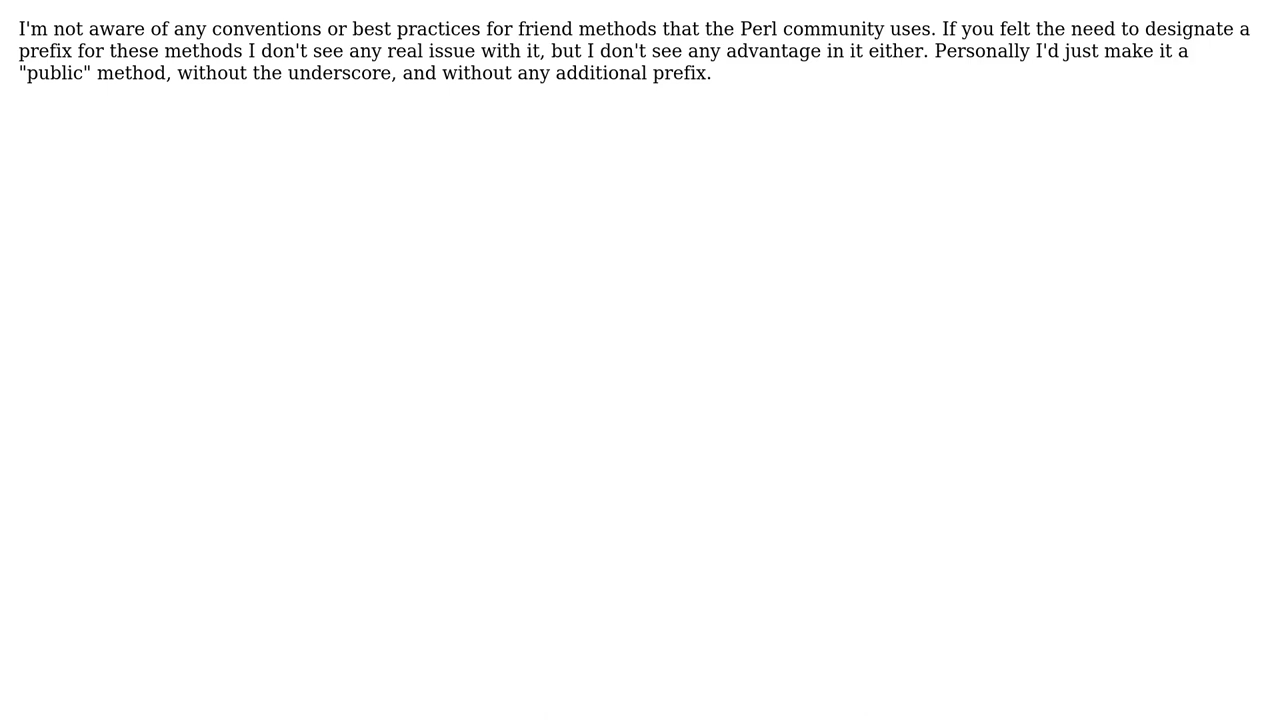 I'm not aware of any conventions or best practices for friend methods that the Perl community uses. If you felt the need to designate a
prefix for these methods I don't see any real issue with it, but I don't see any advantage in it either. Personally I'd just make it a
"public" method, without the underscore, and without any additional prefix.